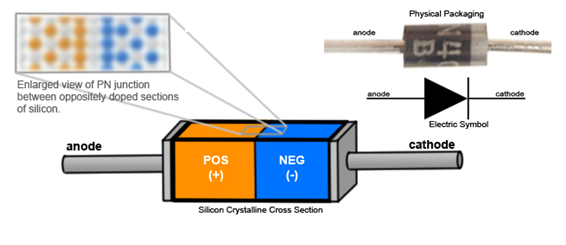 Physical Packaging
anode
cathode
N40
B
Enlarged view of PN junction
between oppositely doped sections
of silicon.
anode
cathode
Electric Symbol
anode
cathode
POS
(+)
NEG
(-)
Silicon Crystalline Cross Section